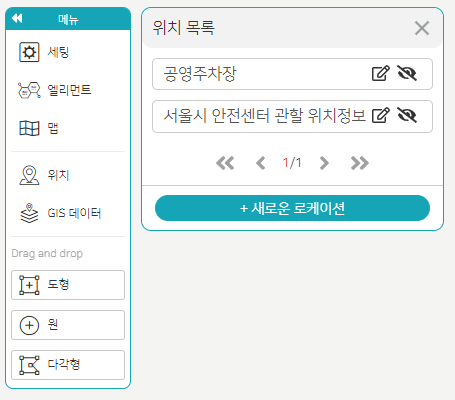 메뉴
세팅
엘리먼트
맵
위치
GIS 데이터
Drag and drop
도형
원
다각형
위치 목록
공영주차장
서울시 안전센터 관할 위치정보
1/1
+ 새로운 로케이션